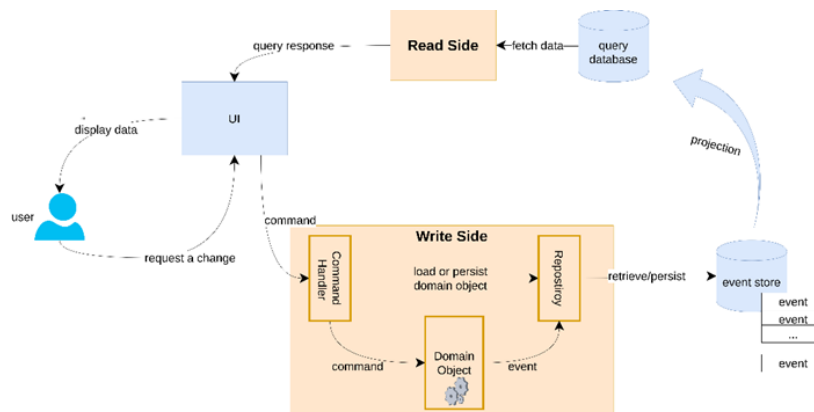 query response
Read Side
fetch data
query
database
UI
display data
projection
user
command
request a change
Write Side
Command
Handler
load or persist
domain object
Repostiroy
retrieve/persist
event store
event
event
...
event
command
Domain
Object
event